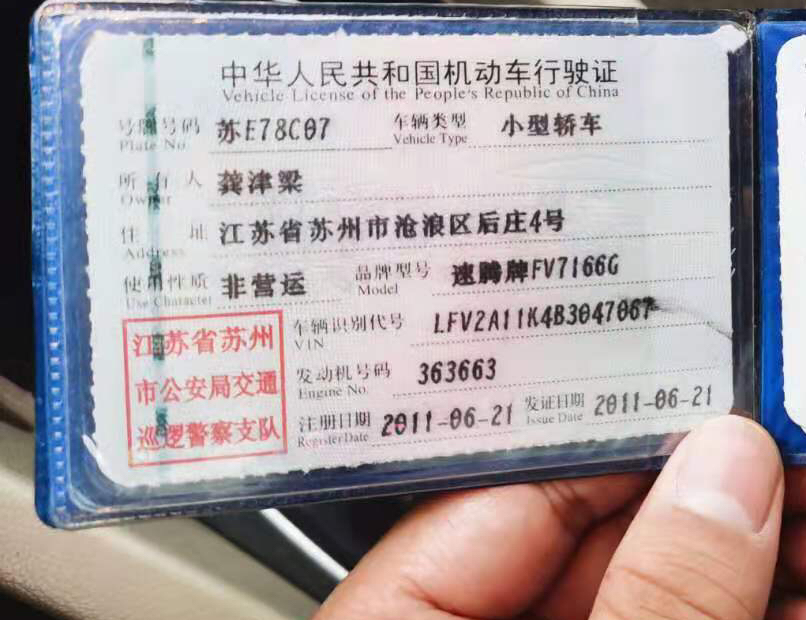 中华人民共和国机动车行驶证
Vehicle License of the People's Republic of China
号牌号码 苏E78C07 车辆类型 小型轿车
Plate No. Vehicle Type
所有人 龚津梁
Owner
住址 江苏省苏州市沧浪区后庄4号
Address
使用性质 非营运 品牌型号 速腾牌FV7166G
Use Character Model
江苏省苏州
市公安局交通
巡逻警察支队
车辆识别代号 LFV2A11K4B3047067
VIN
发动机号码 363663
Engine No.
注册日期 2011-06-21 发证日期 2011-06-21
Register Date Issue Date